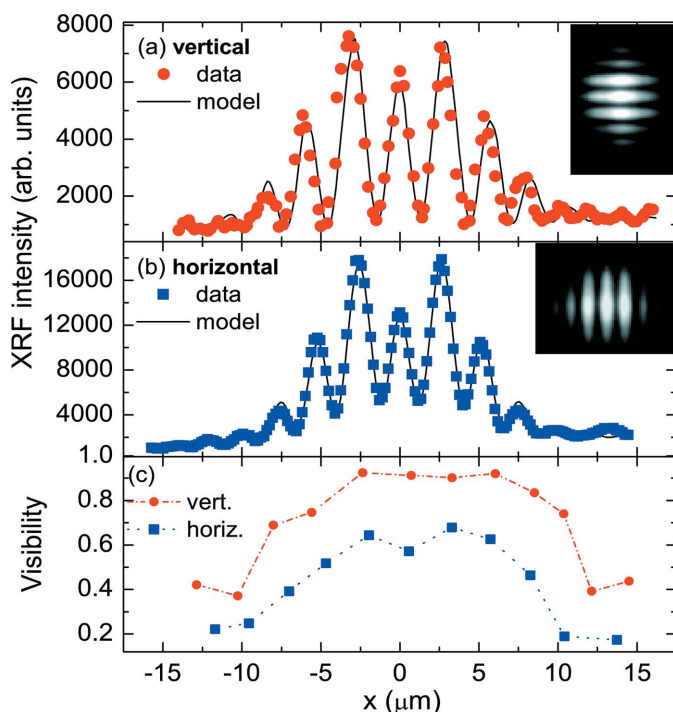 XRF intensity (arb. units)
8000
6000
4000
2000
(a) vertical
data
model
16000
12000
8000
4000
(b) horizontal
data
model
Visibility
1.0
0.8
0.6
0.4
0.2
(c)
vert.
horiz.
-15 -10 -5 0 5 10 15
x (μm)